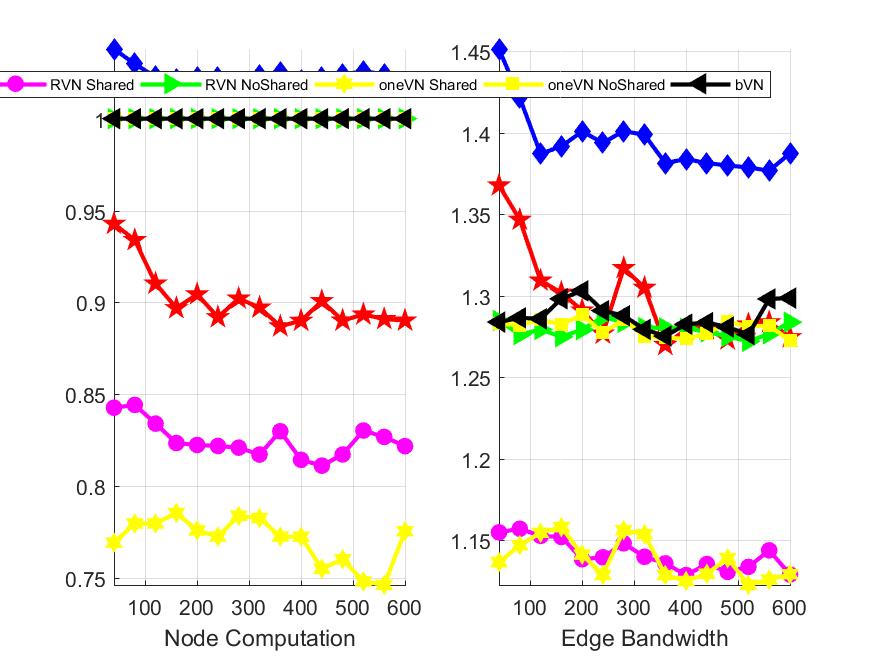 1.45
RVN Shared RVN NoShared oneVN Shared oneVN NoShared bVN
1 1.4
0.95 1.35
0.9 1.3
0.85 1.25
0.8 1.2
0.75 1.15
100 200 300 400 500 600 100 200 300 400 500 600
Node Computation Edge Bandwidth